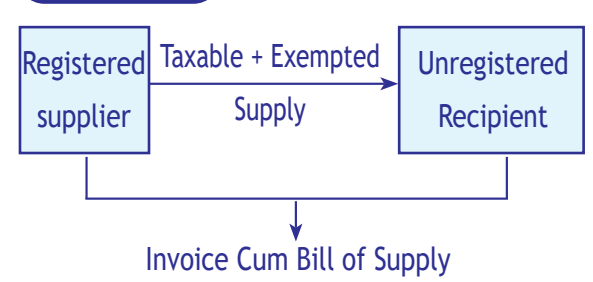 Registered
supplier
Taxable + Exempted
Supply
Unregistered
Recipient
Invoice Cum Bill of Supply